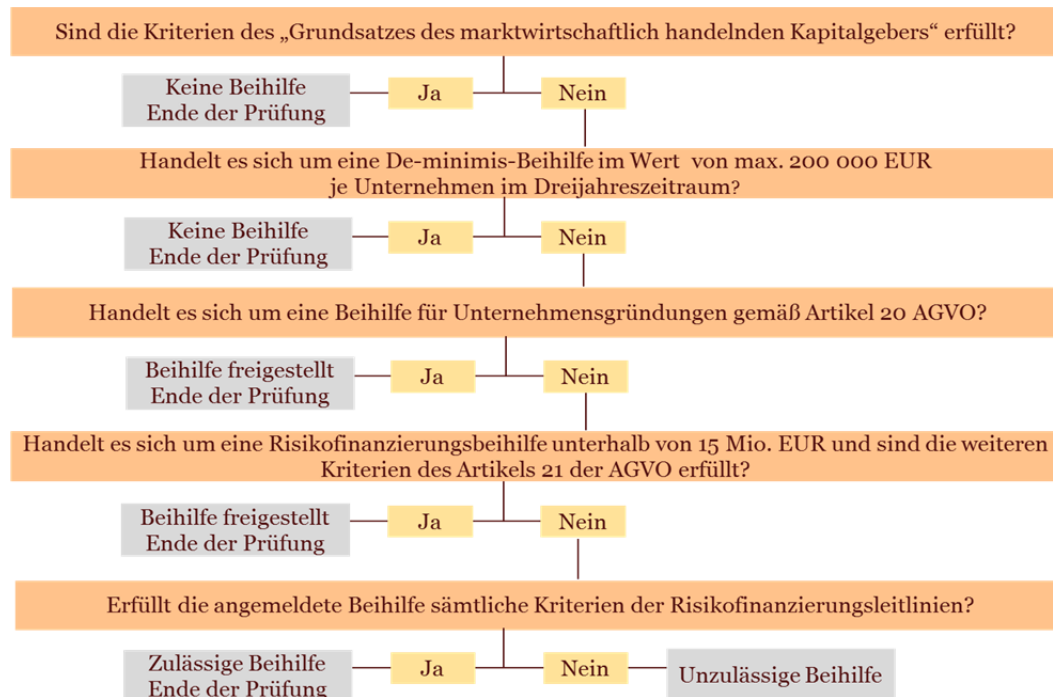 Sind die Kriterien des „Grundsatzes des marktwirtschaftlich handelnden Kapitalgebers“ erfüllt?
Keine Beihilfe
Ende der Prüfung
Ja
Nein
Handelt es sich um eine De-minimis-Beihilfe im Wert von max. 200 000 EUR
je Unternehmen im Dreijahreszeitraum?
Keine Beihilfe
Ende der Prüfung
Ja
Nein
Handelt es sich um eine Beihilfe für Unternehmensgründungen gemäß Artikel 20 AGVO?
Beihilfe freigestellt
Ende der Prüfung
Ja
Nein
Handelt es sich um eine Risikofinanzierungsbeihilfe unterhalb von 15 Mio. EUR und sind die weiteren
Kriterien des Artikels 21 der AGVO erfüllt?
Beihilfe freigestellt
Ende der Prüfung
Ja
Nein
Erfüllt die angemeldete Beihilfe sämtliche Kriterien der Risikofinanzierungsleitlinien?
Zulässige Beihilfe
Ende der Prüfung
Ja
Nein
Unzulässige Beihilfe